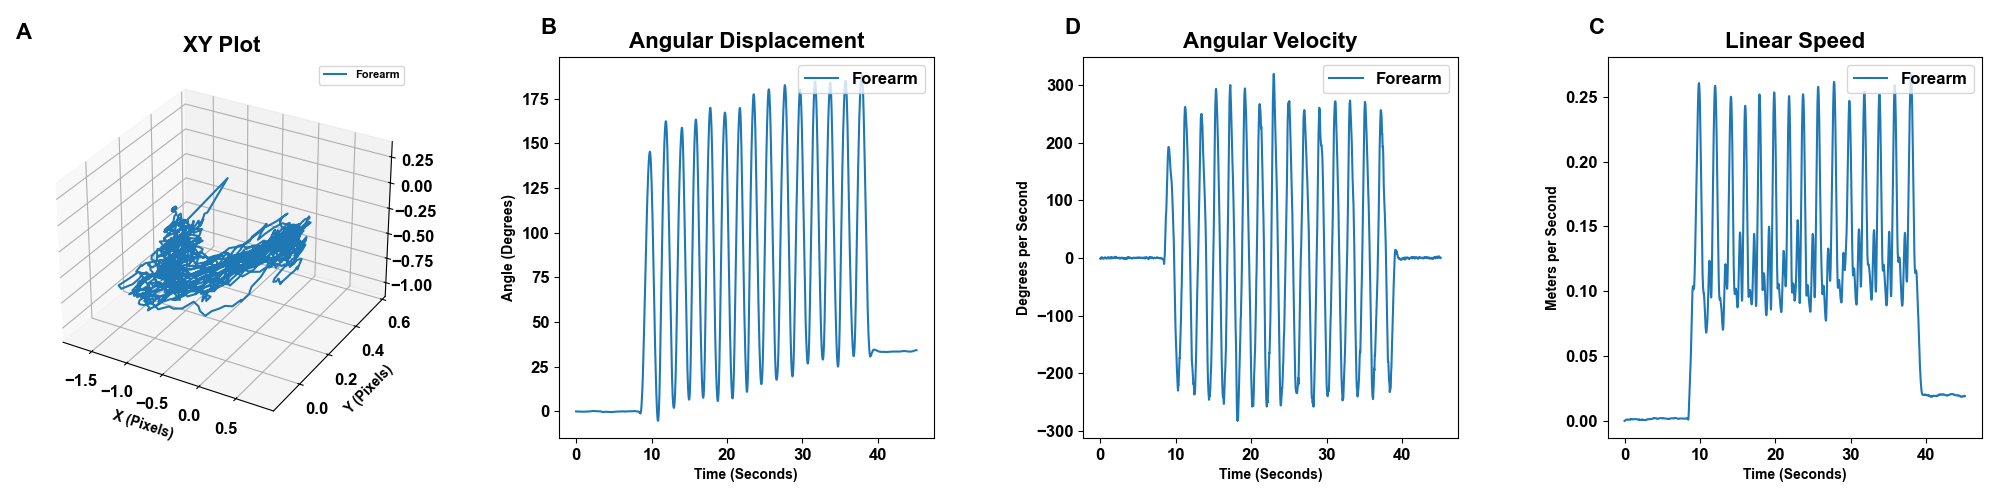 A
XY Plot
Forearm
0.25
0.00
−0.25
−0.50
−0.75
−1.00
0.6
0.4
0.2
0.0
Y (Pixels)
−1.5
−1.0
−0.5
0.0
0.5
X (Pixels)
B
Angular Displacement
Forearm
175
150
125
100
75
50
25
0
Angle (Degrees)
0 10 20 30 40
Time (Seconds)
D
Angular Velocity
Forearm
300
200
100
0
−100
−200
−300
Degrees per Second
0 10 20 30 40
Time (Seconds)
C
Linear Speed
Forearm
0.25
0.20
0.15
0.10
0.05
0.00
Meters per Second
0 10 20 30 40
Time (Seconds)